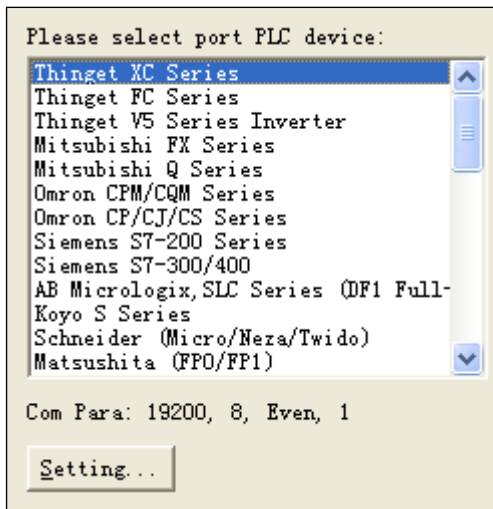 Please select port PLC device:
Thinget XC Series
Thinget FC Series
Thinget V5 Series Inverter
Mitsubishi FX Series
Mitsubishi Q Series
Omron CPM/CQM Series
Omron CP/CJ/CS Series
Siemens S7-200 Series
Siemens S7-300/400
AB Micrologix,SLC Series (DF1 Full-
Koyo S Series
Schneider (Micro/Neza/Twido)
Matsushita (FP0/FP1)
Com Para: 19200, 8, Even, 1
Setting...